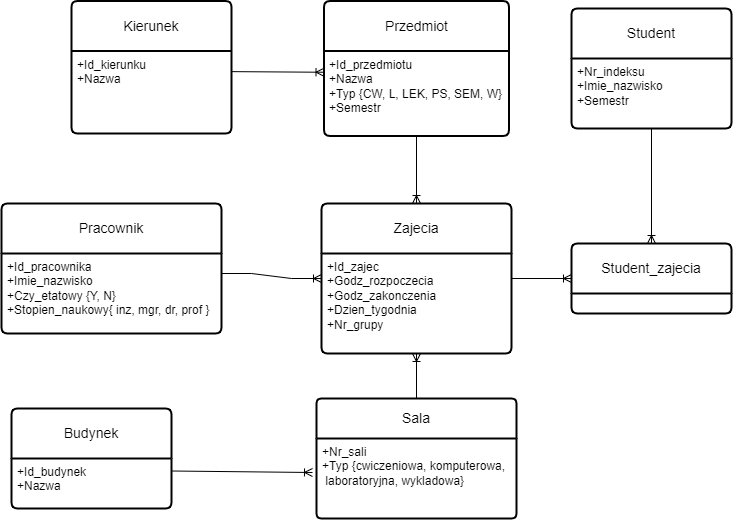 Kierunek
+Id_kierunku
+Nazwa
Przedmiot
+Id_przedmiotu
+Nazwa
+Typ {CW, L, LEK, PS, SEM, W}
+Semestr
Student
+Nr_indeksu
+Imie_nazwisko
+Semestr
Pracownik
+Id_pracownika
+Imie_nazwisko
+Czy_etatowy {Y, N}
+Stopien_naukowy{ inz, mgr, dr, prof }
Zajecia
+Id_zajec
+Godz_rozpoczecia
+Godz_zakonczenia
+Dzien_tygodnia
+Nr_grupy
Student_zajecia
Budynek
+Id_budynek
+Nazwa
Sala
+Nr_sali
+Typ {cwiczeniowa, komputerowa,
laboratoryjna, wykladowa}